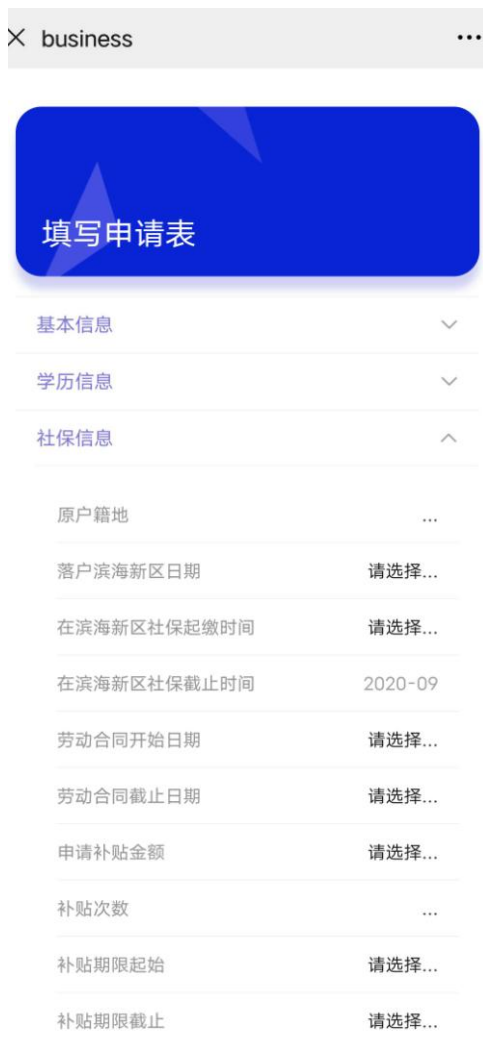 business
填写申请表
基本信息
学历信息
社保信息
原户籍地 ...
落户滨海新区日期 请选择...
在滨海新区社保起缴时间 请选择...
在滨海新区社保截止时间 2020-09
劳动合同开始日期 请选择...
劳动合同截止日期 请选择...
申请补贴金额 请选择...
补贴次数 ...
补贴期限起始 请选择...
补贴期限截止 请选择...